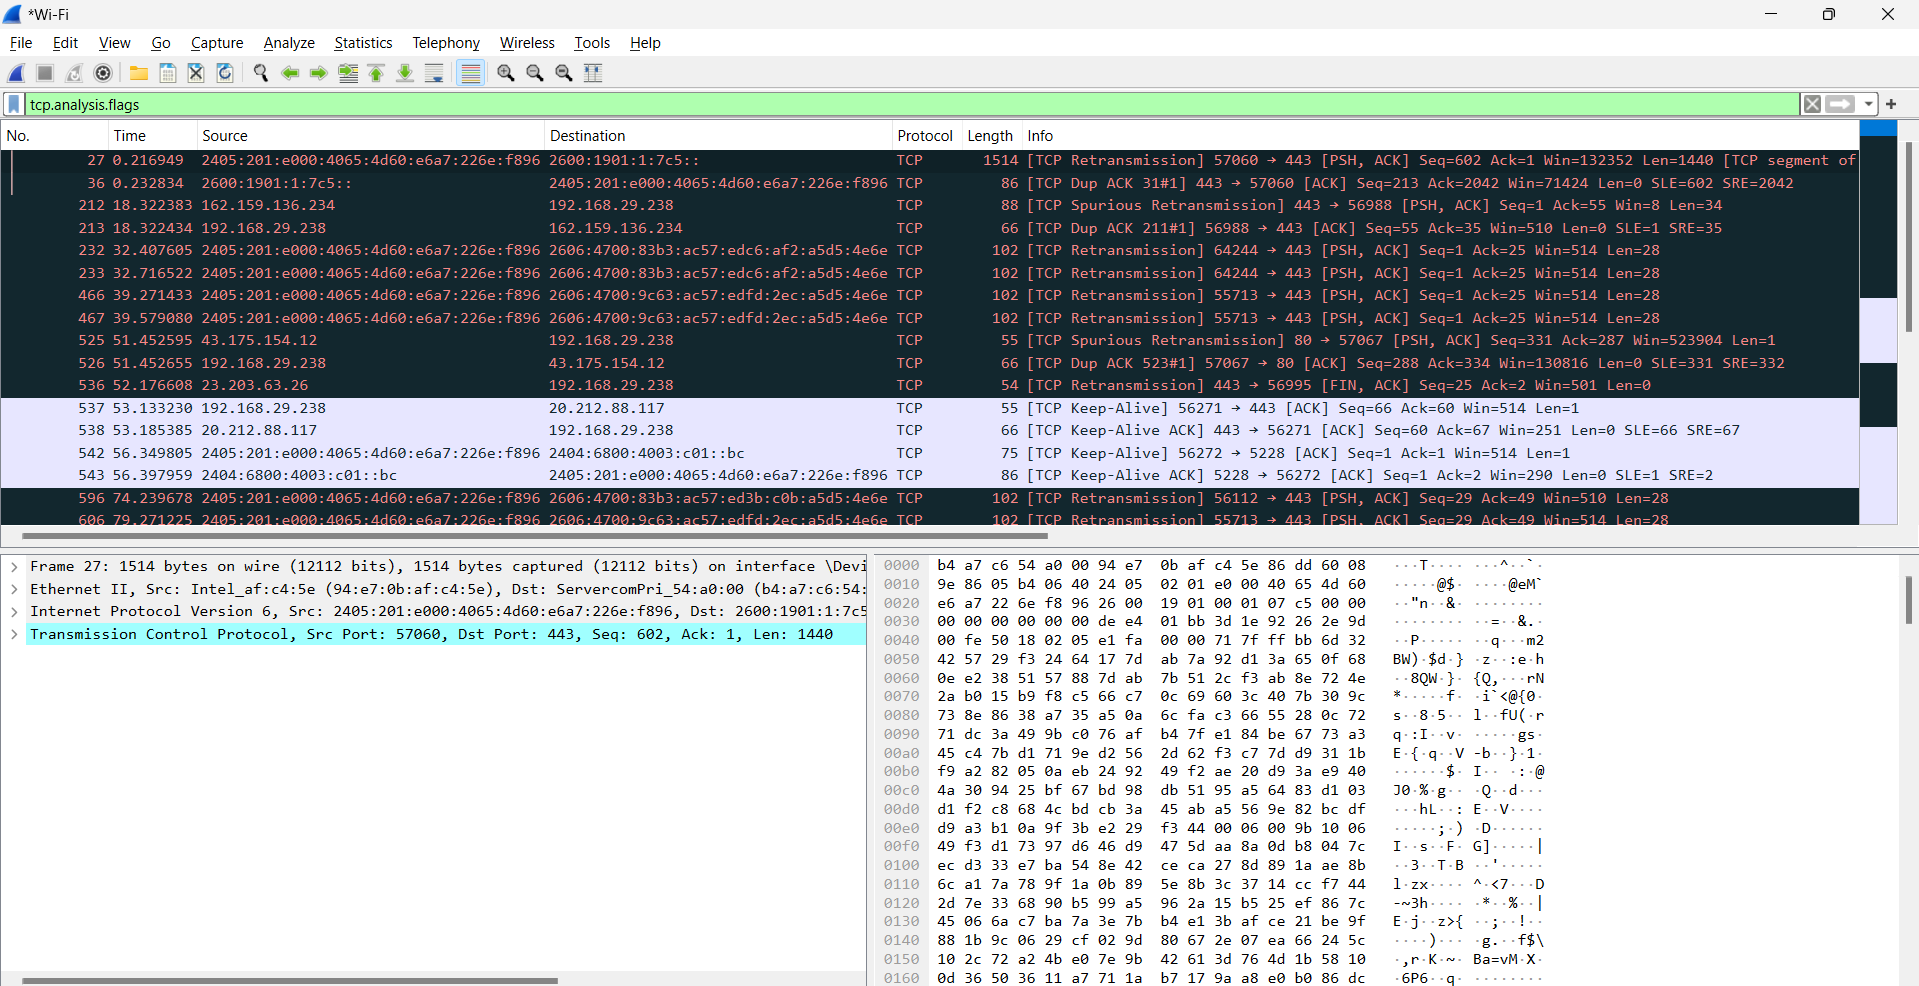 *Wi-Fi
File Edit View Go Capture Analyze Statistics Telephony Wireless Tools Help
tcp.analysis.flags
No. Time Source Destination Protocol Length Info
27 0.216949 2405:201:e000:4065:4d60:e6a7:226e:f896 2600:1901:1:7c5:: TCP 1514 [TCP Retransmission] 57060 → 443 [PSH, ACK] Seq=602 Ack=1 Win=132352 Len=1440 [TCP segment of
36 0.232834 2600:1901:1:7c5:: 2405:201:e000:4065:4d60:e6a7:226e:f896 TCP 86 [TCP Dup ACK 31#1] 443 → 57060 [ACK] Seq=213 Ack=2042 Win=71424 Len=0 SLE=602 SRE=2042
212 18.322383 162.159.136.234 192.168.29.238 TCP 88 [TCP Spurious Retransmission] 443 → 56988 [PSH, ACK] Seq=1 Ack=55 Win=8 Len=34
213 18.322434 192.168.29.238 162.159.136.234 TCP 66 [TCP Dup ACK 211#1] 56988 → 443 [ACK] Seq=55 Ack=35 Win=510 Len=0 SLE=1 SRE=35
232 32.407605 2405:201:e000:4065:4d60:e6a7:226e:f896 2606:4700:83b3:ac57:edc6:af2:a5d5:4e6e TCP 102 [TCP Retransmission] 64244 → 443 [PSH, ACK] Seq=1 Ack=25 Win=514 Len=28
233 32.716522 2405:201:e000:4065:4d60:e6a7:226e:f896 2606:4700:83b3:ac57:edc6:af2:a5d5:4e6e TCP 102 [TCP Retransmission] 64244 → 443 [PSH, ACK] Seq=1 Ack=25 Win=514 Len=28
466 39.271433 2405:201:e000:4065:4d60:e6a7:226e:f896 2606:4700:9c63:ac57:edfd:2ec:a5d5:4e6e TCP 102 [TCP Retransmission] 55713 → 443 [PSH, ACK] Seq=1 Ack=25 Win=514 Len=28
467 39.579080 2405:201:e000:4065:4d60:e6a7:226e:f896 2606:4700:9c63:ac57:edfd:2ec:a5d5:4e6e TCP 102 [TCP Retransmission] 55713 → 443 [PSH, ACK] Seq=1 Ack=25 Win=514 Len=28
525 51.452595 43.175.154.12 192.168.29.238 TCP 55 [TCP Spurious Retransmission] 80 → 57067 [PSH, ACK] Seq=331 Ack=287 Win=523904 Len=1
526 51.452655 192.168.29.238 43.175.154.12 TCP 66 [TCP Dup ACK 523#1] 57067 → 80 [ACK] Seq=288 Ack=334 Win=130816 Len=0 SLE=331 SRE=332
536 52.176608 23.203.63.26 192.168.29.238 TCP 54 [TCP Retransmission] 443 → 56995 [FIN, ACK] Seq=25 Ack=2 Win=501 Len=0
537 53.133230 192.168.29.238 20.212.88.117 TCP 55 [TCP Keep-Alive] 56271 → 443 [ACK] Seq=66 Ack=60 Win=514 Len=1
538 53.185385 20.212.88.117 192.168.29.238 TCP 66 [TCP Keep-Alive ACK] 443 → 56271 [ACK] Seq=60 Ack=67 Win=251 Len=0 SLE=66 SRE=67
542 56.349805 2405:201:e000:4065:4d60:e6a7:226e:f896 2404:6800:4003:c01::bc TCP 75 [TCP Keep-Alive] 56272 → 5228 [ACK] Seq=1 Ack=1 Win=514 Len=1
543 56.397959 2404:6800:4003:c01::bc 2405:201:e000:4065:4d60:e6a7:226e:f896 TCP 86 [TCP Keep-Alive ACK] 5228 → 56272 [ACK] Seq=1 Ack=2 Win=290 Len=0 SLE=1 SRE=2
596 74.239678 2405:201:e000:4065:4d60:e6a7:226e:f896 2606:4700:83b3:ac57:ed3b:c0b:a5d5:4e6e TCP 102 [TCP Retransmission] 56112 → 443 [PSH, ACK] Seq=29 Ack=49 Win=510 Len=28
606 79.271225 2405:201:e000:4065:4d60:e6a7:226e:f896 2606:4700:9c63:ac57:edfd:2ec:a5d5:4e6e TCP 102 [TCP Retransmission] 55713 → 443 [PSH, ACK] Seq=29 Ack=49 Win=514 Len=28
Frame 27: 1514 bytes on wire (12112 bits), 1514 bytes captured (12112 bits) on interface \Devi
Ethernet II, Src: Intel_af:c4:5e (94:e7:0b:af:c4:5e), Dst: ServercomPri_54:a0:00 (b4:a7:c6:54:
Internet Protocol Version 6, Src: 2405:201:e000:4065:4d60:e6a7:226e:f896, Dst: 2600:1901:1:7c5
Transmission Control Protocol, Src Port: 57060, Dst Port: 443, Seq: 602, Ack: 1, Len: 1440
0000 b4 a7 c6 54 a0 00 94 e7 0b af c4 5e 86 dd 60 08 ···T···· ···^··`·
0010 9e 86 05 b4 06 40 24 05 02 01 e0 00 40 65 4d 60 ·····@$· ····@eM`
0020 e6 a7 22 6e f8 96 26 00 19 01 00 01 07 c5 00 00 ··"n··&· ········
0030 00 00 00 00 00 00 de e4 01 bb 3d 1e 92 26 2e 9d ········ ··=··&.·
0040 00 fe 50 18 02 05 e1 fa 00 00 71 7f ff bb 6d 32 ··P····· ··q···m2
0050 42 57 29 f3 24 64 17 7d ab 7a 92 d1 3a 65 0f 68 BW)·$d·} ·z··:e·h
0060 0e e2 38 51 57 88 7d ab 7b 51 2c f3 ab 8e 72 4e ··8QW·}· {Q,···rN
0070 2a b0 15 b9 f8 c5 66 c7 0c 69 60 3c 40 7b 30 9c *·····f· ·i`<@{0·
0080 73 8e 86 38 a7 35 a5 0a 6c fa c3 66 55 28 0c 72 s··8·5·· l··fU(·r
0090 71 dc 3a 49 9b c0 76 af b4 7f e1 84 be 67 73 a3 q·:I··v· ·····gs·
00a0 45 c4 7b d1 71 9e d2 56 2d 62 f3 c7 7d d9 31 1b E·{·q··V -b··}·1·
00b0 f9 a2 82 05 0a eb 24 92 49 f2 ae 20 d9 3a e9 40 ······$· I·· ·:·@
00c0 4a 30 94 25 bf 67 bd 98 db 51 95 a5 64 83 d1 03 J0·%·g·· ·Q··d···
00d0 d1 f2 c8 68 4c bd cb 3a 45 ab a5 56 9e 82 bc df ···hL··: E··V····
00e0 d9 a3 b1 0a 9f 3b e2 29 f3 44 00 06 00 9b 10 06 ·····;·) ·D······
00f0 49 f3 d1 73 97 d6 46 d9 47 5d aa 8a 0d b8 04 7c I··s··F· G]·····|
0100 ec d3 33 e7 ba 54 8e 42 ce ca 27 8d 89 1a ae 8b ··3··T·B ··'·····
0110 6c a1 7a 78 9f 1a 0b 89 5e 8b 3c 37 14 cc f7 44 l·zx···· ^·<7···D
0120 2d 7e 33 68 90 b5 99 a5 96 2a 15 b5 25 ef 86 7c -~3h···· ·*··%··|
0130 45 06 6a c7 ba 7a 3e 7b b4 e1 3b af ce 21 be 9f E·j··z>{ ··;··!··
0140 88 1b 9c 06 29 cf 02 9d 80 67 2e 07 ea 66 24 5c ····)··· ·g.··f$\
0150 10 2c 72 a2 4b e0 7e 9b 42 61 3d 76 4d 1b 58 10 ·,r·K·~· Ba=vM·X·
0160 0d 36 50 36 11 a7 71 1a b7 17 9a a8 e0 b0 86 dc ·6P6··q· ········